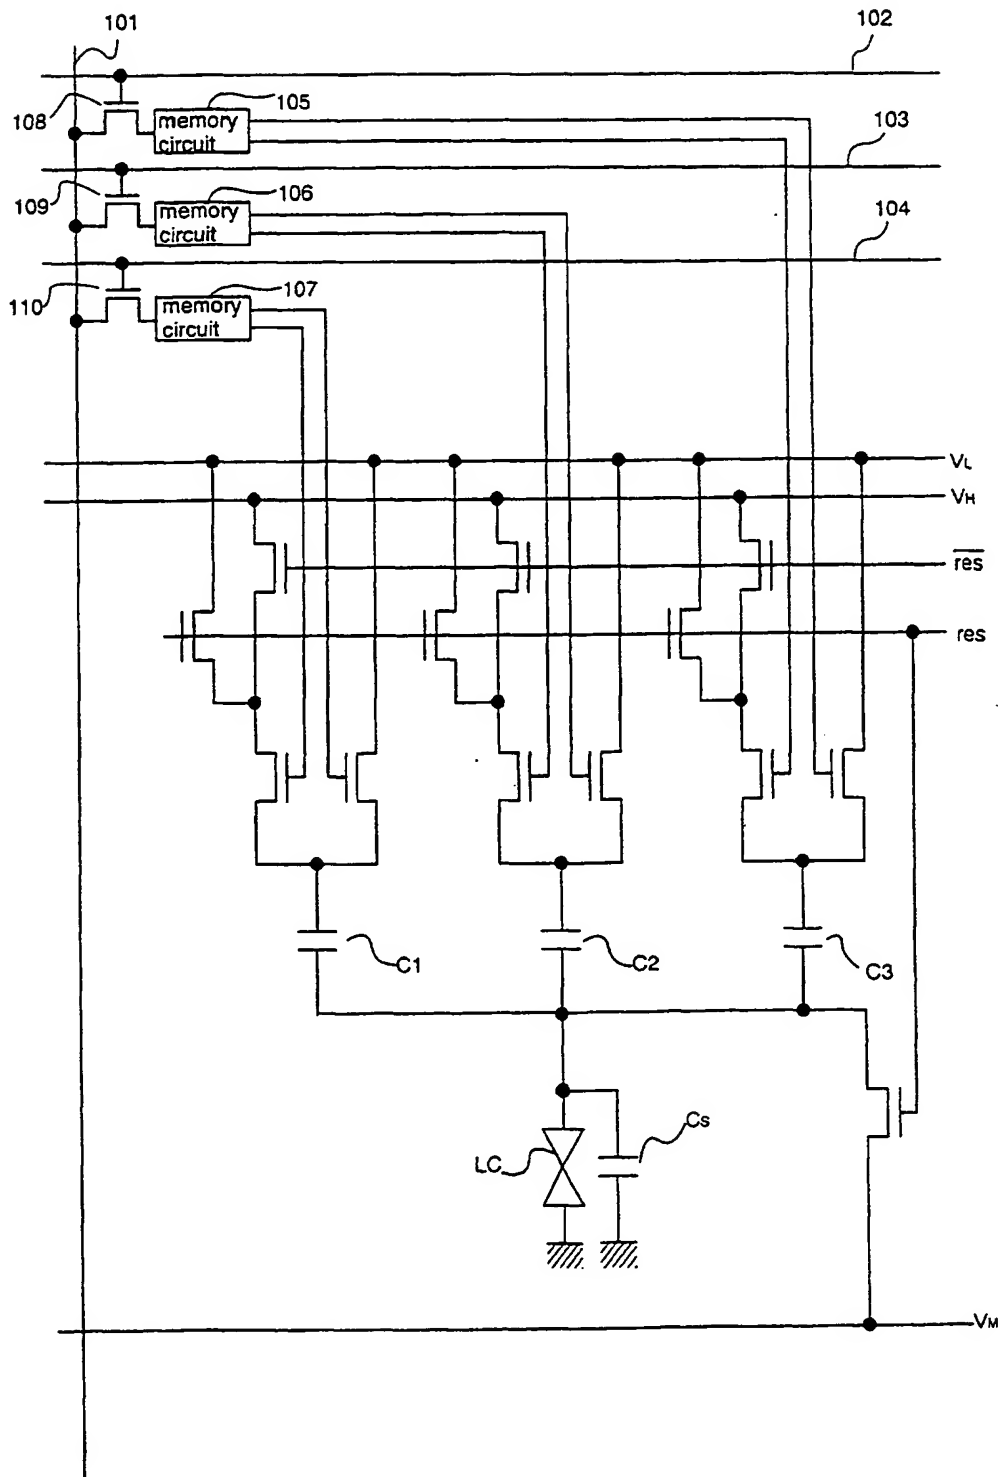 101
102
108
105
memory
circuit
103
109
106
memory
circuit
104
110
107
memory
circuit
VL
VH
res
res
C1
C2
C3
LC
Cs
VM